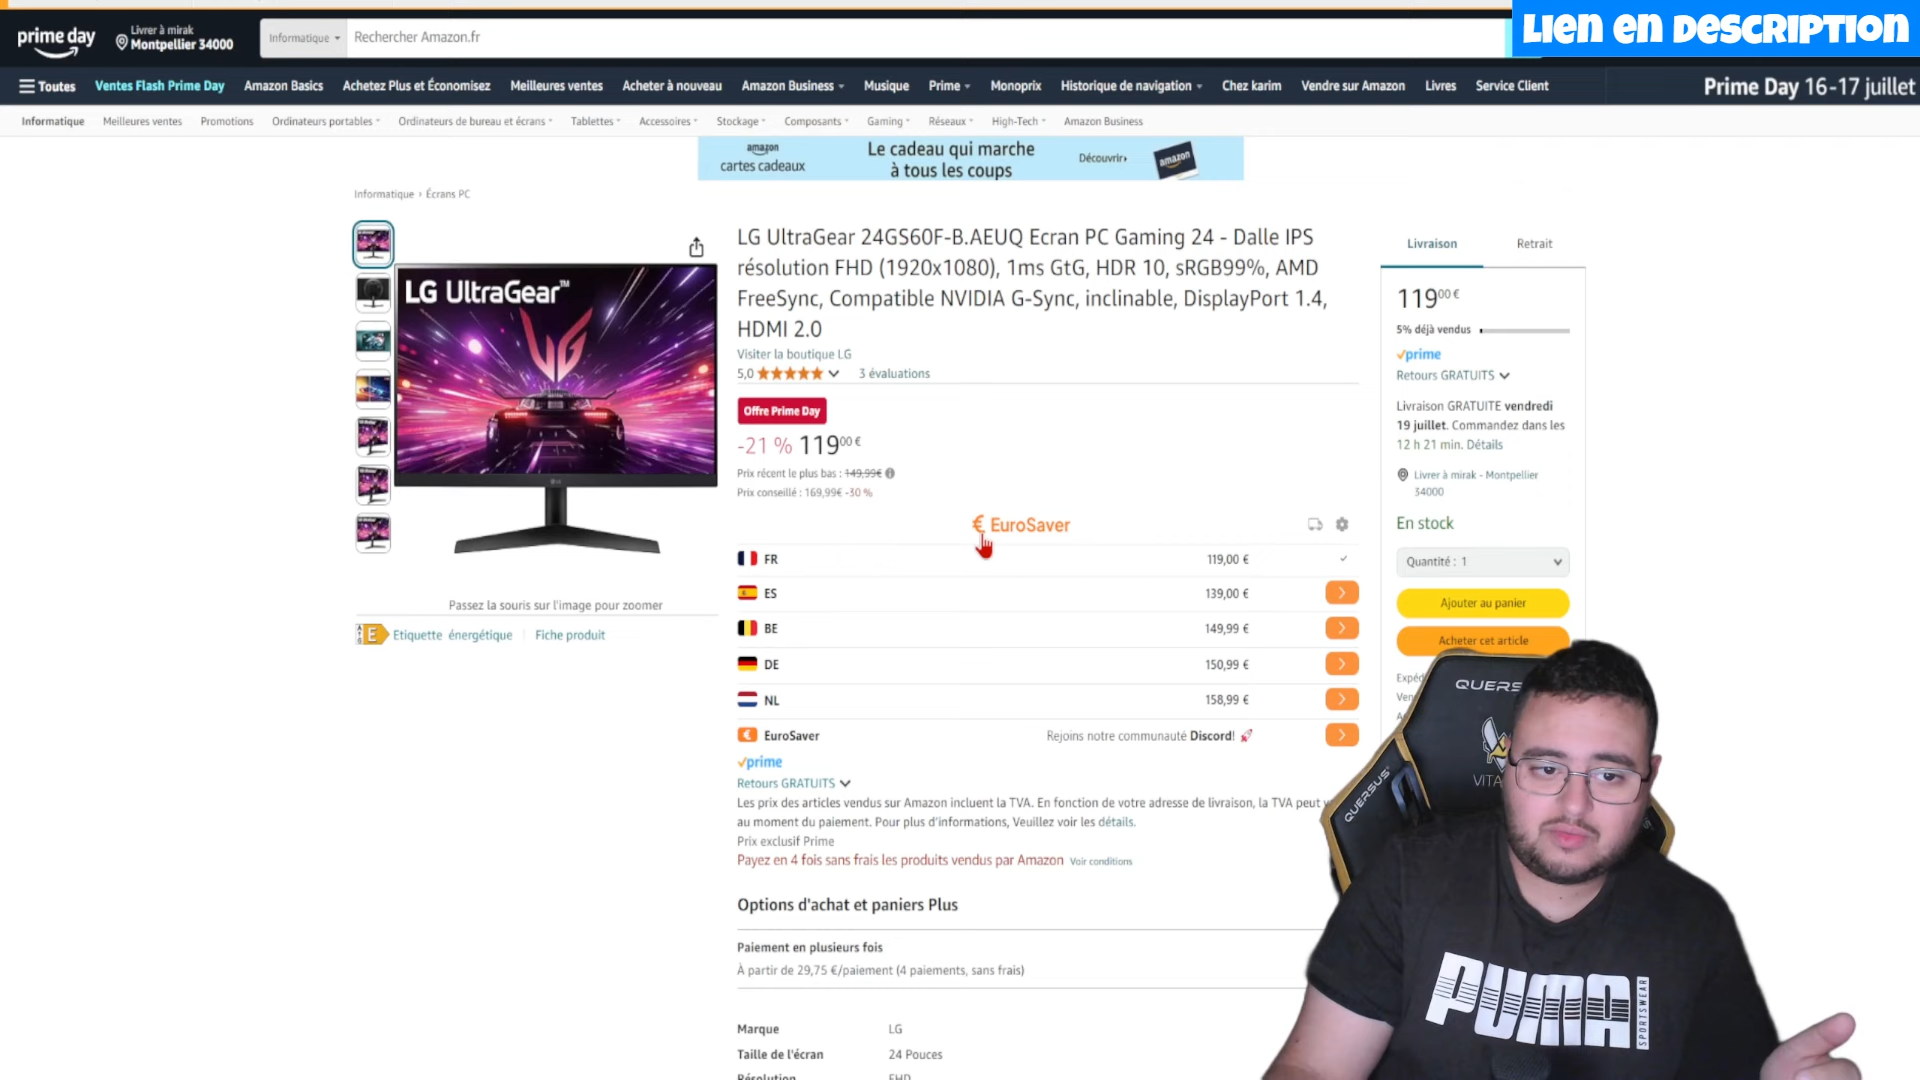 Lien en description
prime day
Livrer à mirak
Montpellier 34000
Informatique
Rechercher Amazon.fr
Toutes
Ventes Flash Prime Day
Amazon Basics
Achetez Plus et Économisez
Meilleures ventes
Acheter à nouveau
Amazon Business
Musique
Prime
Monoprix
Historique de navigation
Chez karim
Vendre sur Amazon
Livres
Service Client
Prime Day 16-17 juillet
Informatique
Meilleures ventes
Promotions
Ordinateurs portables
Ordinateurs de bureau et écrans
Tablettes
Accessoires
Stockage
Composants
Gaming
Réseaux
High-Tech
Amazon Business
amazon
cartes cadeaux
Le cadeau qui marche
à tous les coups
Découvrir›
amazon
Informatique › Écrans PC
LG UltraGear™
Passez la souris sur l'image pour zoomer
E
Etiquette énergétique
Fiche produit
LG UltraGear 24GS60F-B.AEUQ Ecran PC Gaming 24 - Dalle IPS
résolution FHD (1920x1080), 1ms GtG, HDR 10, sRGB99%, AMD
FreeSync, Compatible NVIDIA G-Sync, inclinable, DisplayPort 1.4,
HDMI 2.0
Visiter la boutique LG
5,0
3 évaluations
Offre Prime Day
-21 % 119,00 €
Prix récent le plus bas : 149,99€
Prix conseillé : 169,99€ -30 %
€ EuroSaver
FR 119,00 €
ES 139,00 €
BE 149,99 €
DE 150,99 €
NL 158,99 €
€ EuroSaver Rejoins notre communauté Discord! 🚀
prime
Retours GRATUITS
Les prix des articles vendus sur Amazon incluent la TVA. En fonction de votre adresse de livraison, la TVA peut
au moment du paiement. Pour plus d'informations, Veuillez voir les détails.
Prix exclusif Prime
Payez en 4 fois sans frais les produits vendus par Amazon Voir conditions
Options d'achat et paniers Plus
Paiement en plusieurs fois
À partir de 29,75 €/paiement (4 paiements, sans frais)
Marque LG
Taille de l'écran 24 Pouces
Résolution FHD
Livraison
Retrait
119,00 €
5% déjà vendus
prime
Retours GRATUITS
Livraison GRATUITE vendredi
19 juillet. Commandez dans les
12 h 21 min. Détails
Livrer à mirak - Montpellier
34000
En stock
Quantité : 1
Ajouter au panier
Acheter cet article
QUERSUS
PUMA
SPORTSWEAR